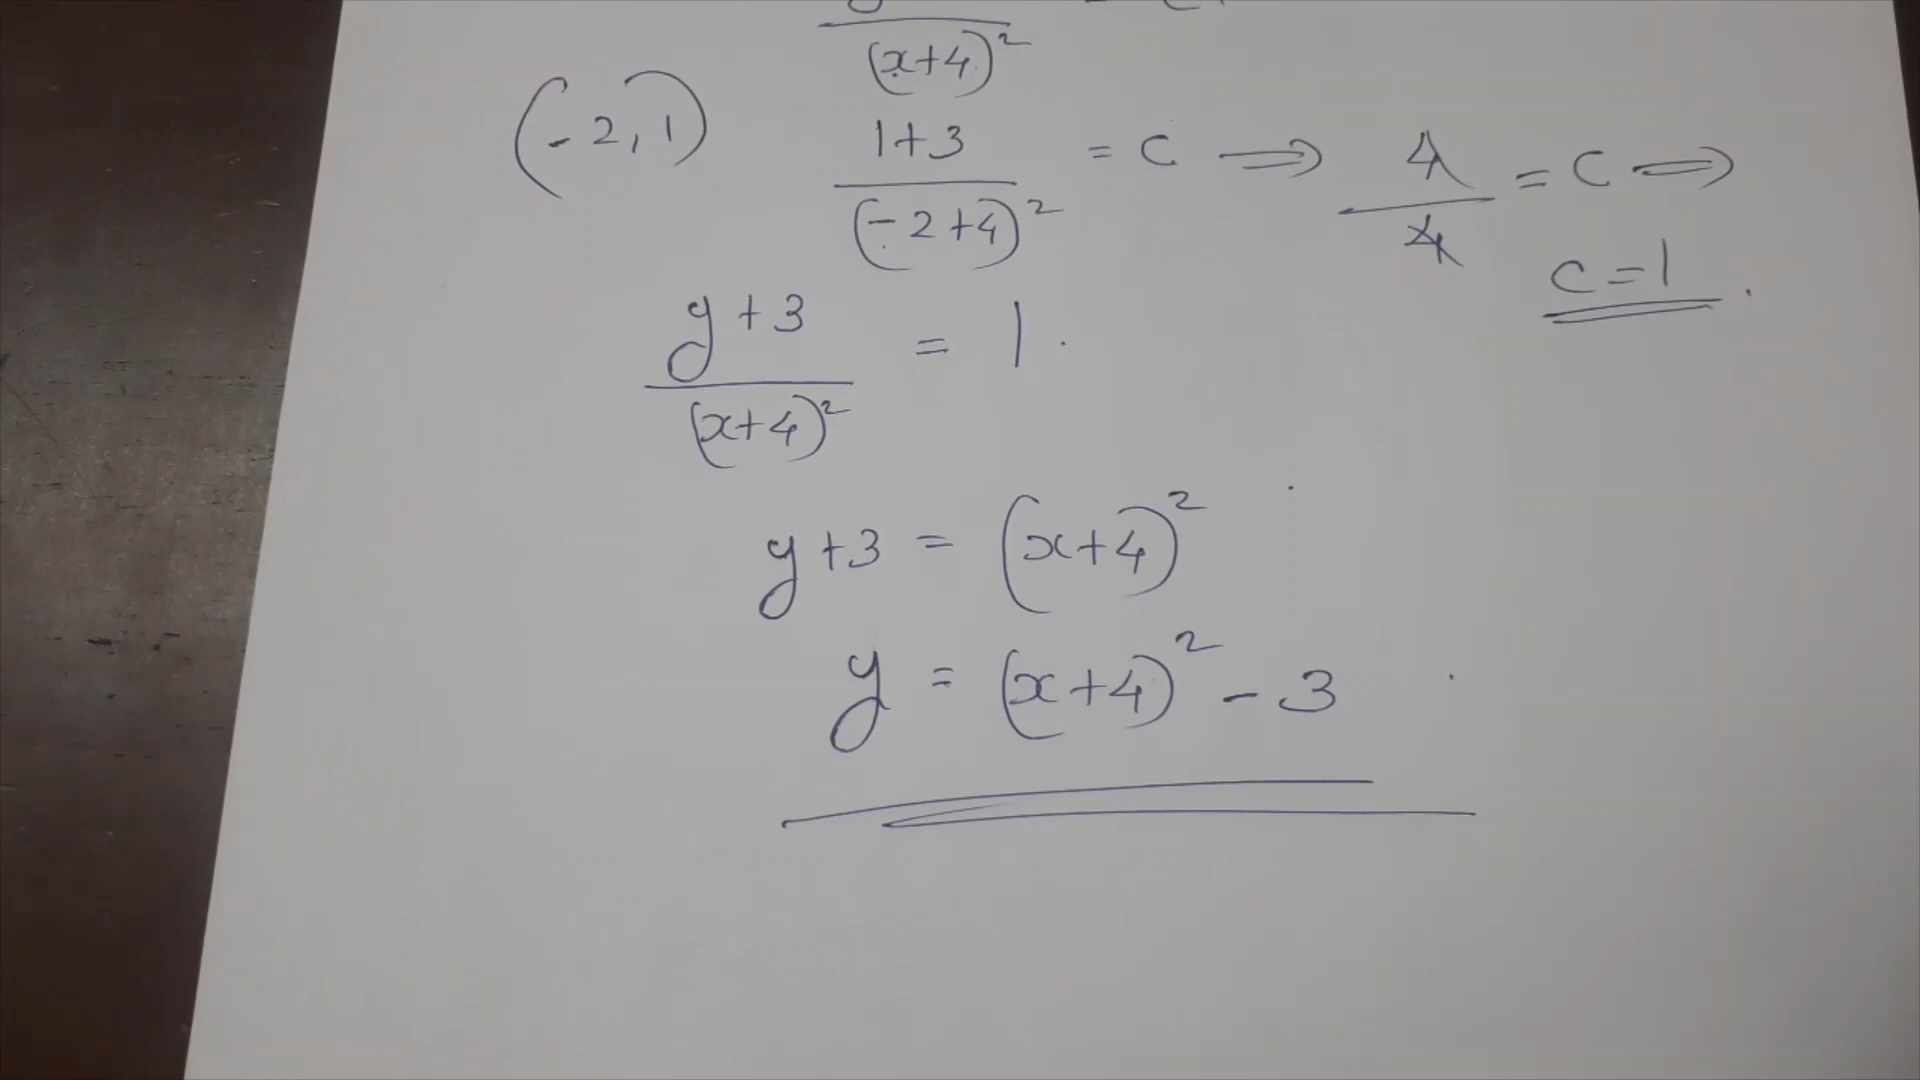 (x+4)²
(-2, 1) 1+3 / (-2+4)² = c ⇒ 4/4 = c ⇒
c = 1.
y+3 / (x+4)² = 1.
y+3 = (x+4)²
y = (x+4)² - 3